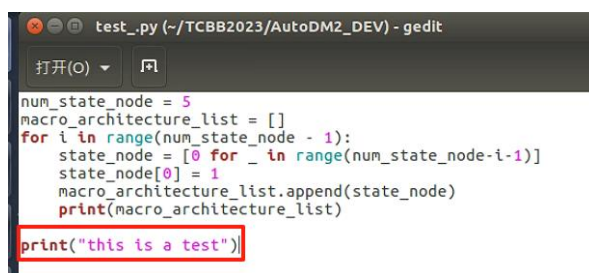 test_.py (~/TCBB2023/AutoDM2_DEV) - gedit
打开(O)
num_state_node = 5
macro_architecture_list = []
for i in range(num_state_node - 1):
    state_node = [0 for _ in range(num_state_node-i-1)]
    state_node[0] = 1
    macro_architecture_list.append(state_node)
    print(macro_architecture_list)
print("this is a test")